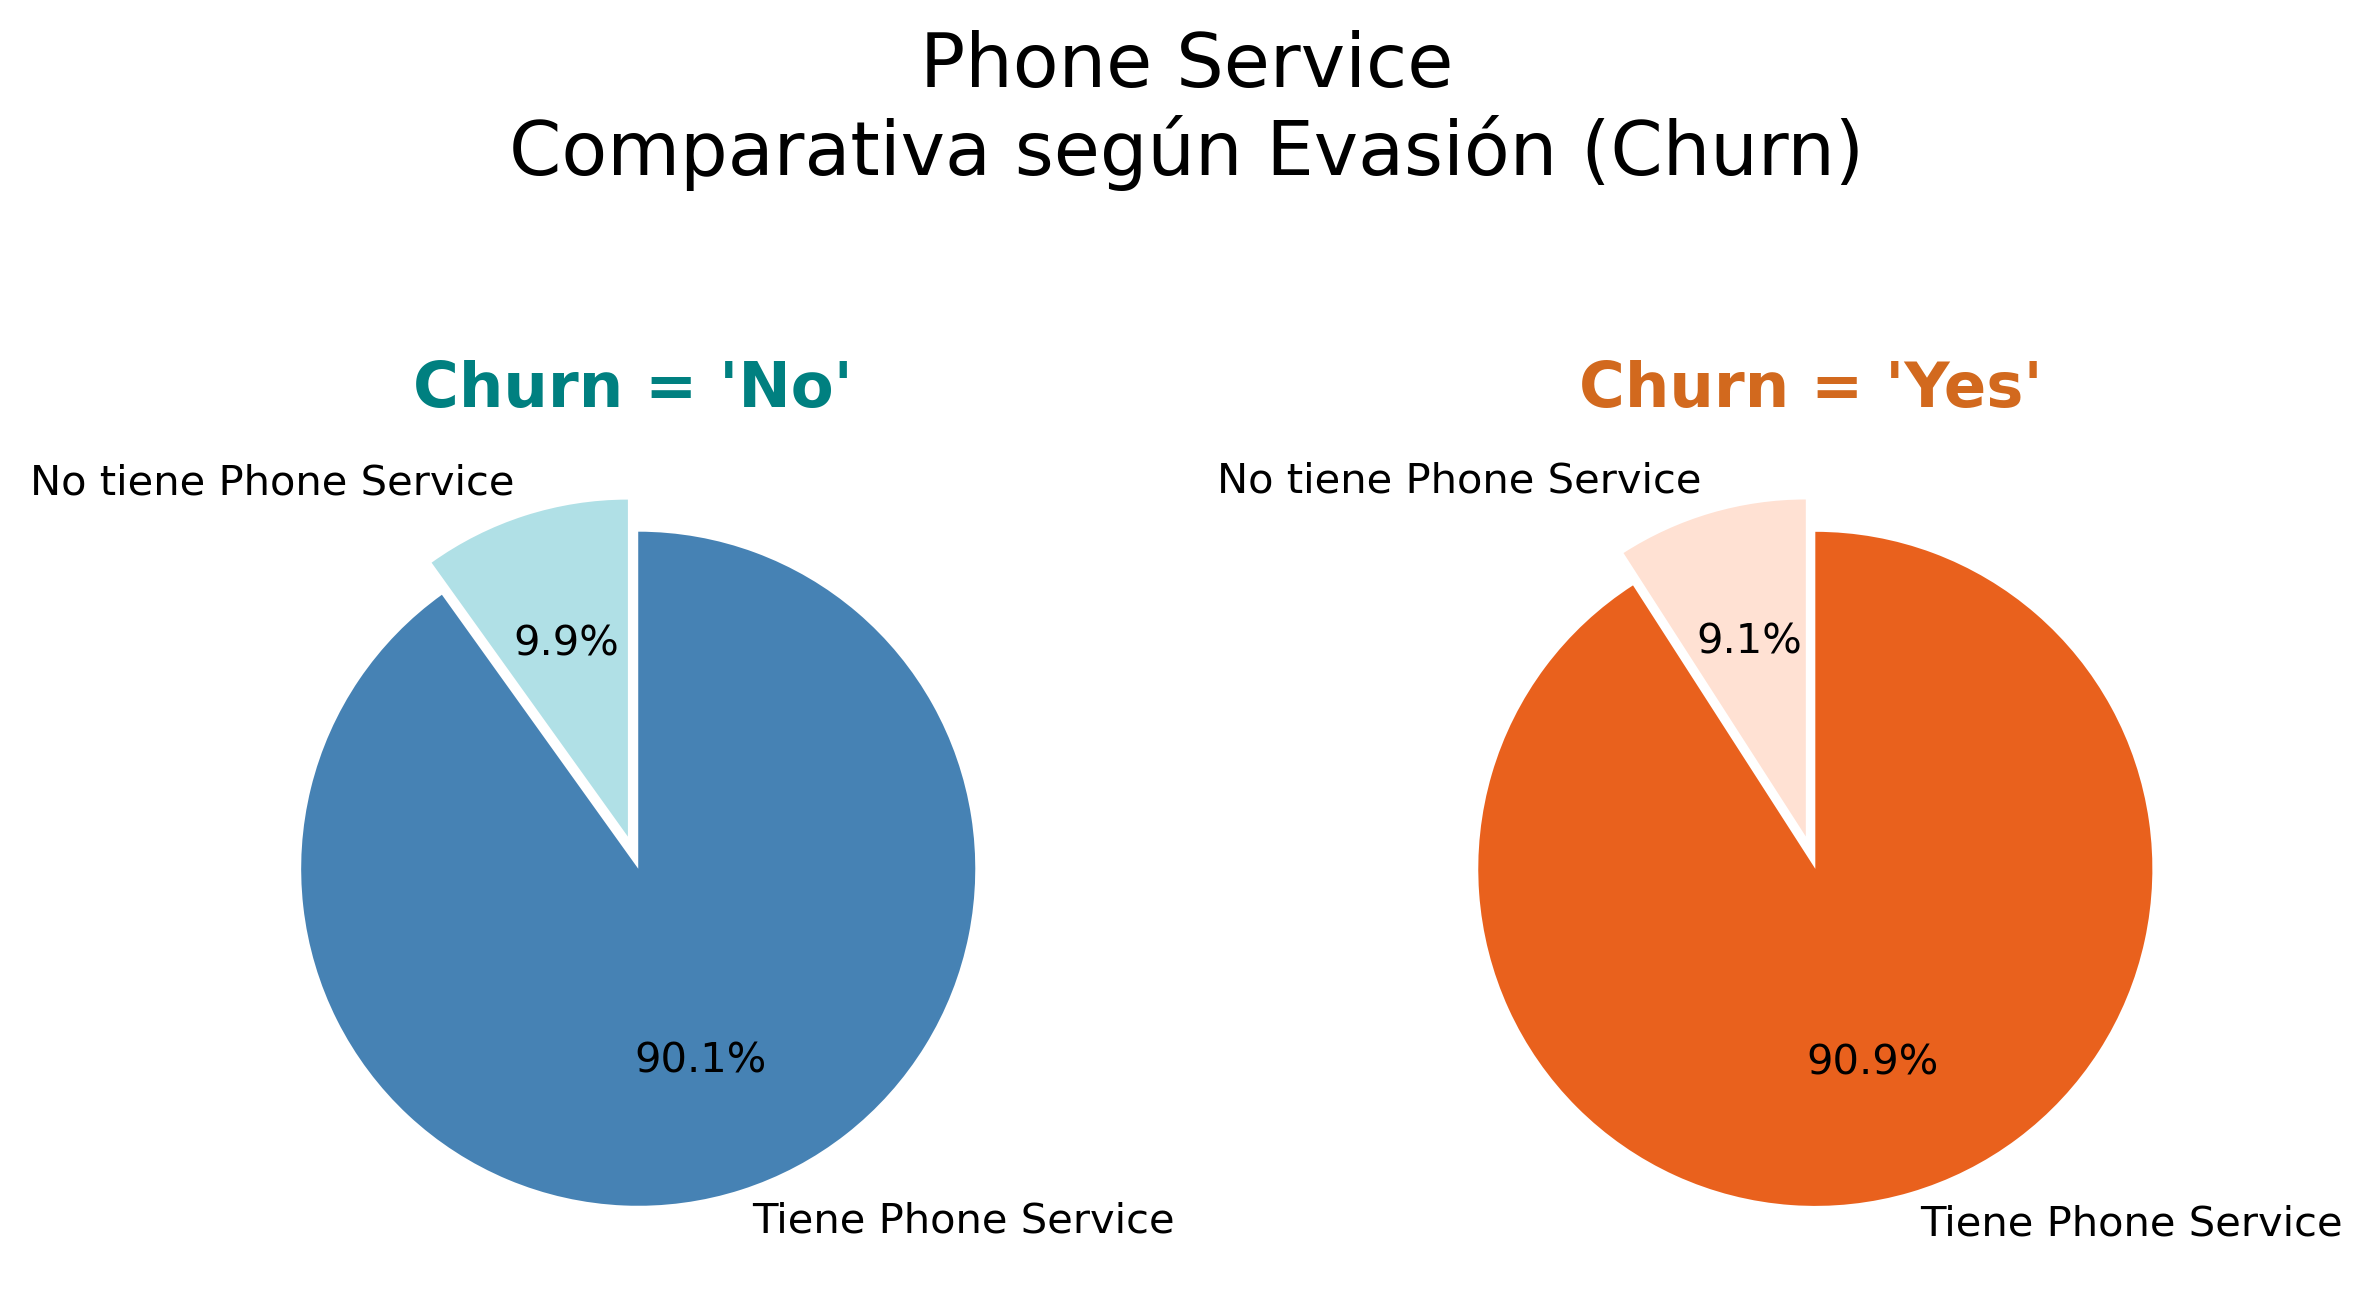 Phone Service
Comparativa según Evasión (Churn)
Churn = 'No'
No tiene Phone Service
9.9%
90.1%
Tiene Phone Service
Churn = 'Yes'
No tiene Phone Service
9.1%
90.9%
Tiene Phone Service